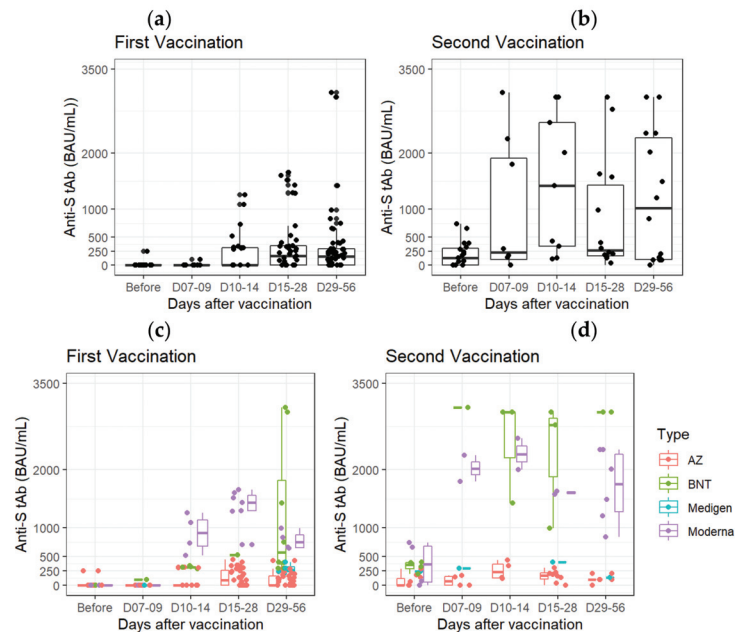 (a)
First Vaccination
Anti-S tAb (BAU/mL))
3500
2000
1000
500
250
0
Before D07-09 D10-14 D15-28 D29-56
Days after vaccination
(b)
Second Vaccination
Anti-S tAb (BAU/mL)
3500
2000
1000
500
250
0
Before D07-09 D10-14 D15-28 D29-56
Days after vaccination
(c)
First Vaccination
Anti-S tAb (BAU/mL)
3500
2000
1000
500
250
0
Before D07-09 D10-14 D15-28 D29-56
Days after vaccination
(d)
Second Vaccination
Anti-S tAb (BAU/mL)
3500
2000
1000
500
250
0
Before D07-09 D10-14 D15-28 D29-56
Days after vaccination
Type
AZ
BNT
Medigen
Moderna